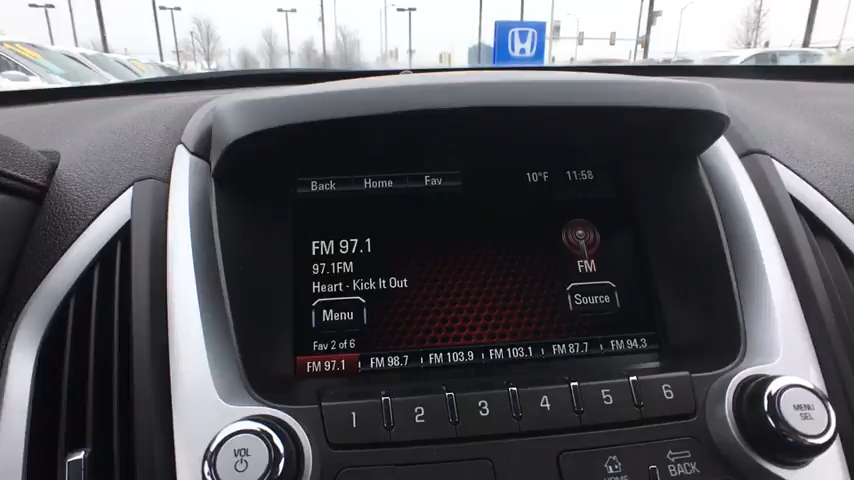 Back Home Fav 10°F 11:58
FM 97.1
97.1FM
Heart - Kick It Out
FM
Menu
Source
Fav 2 of 6
FM 97.1 FM 98.7 FM 103.9 FM 103.1 FM 87.7 FM 94.3
1 2 3 4 5 6
VOL
MENU
SEL
HOME
BACK